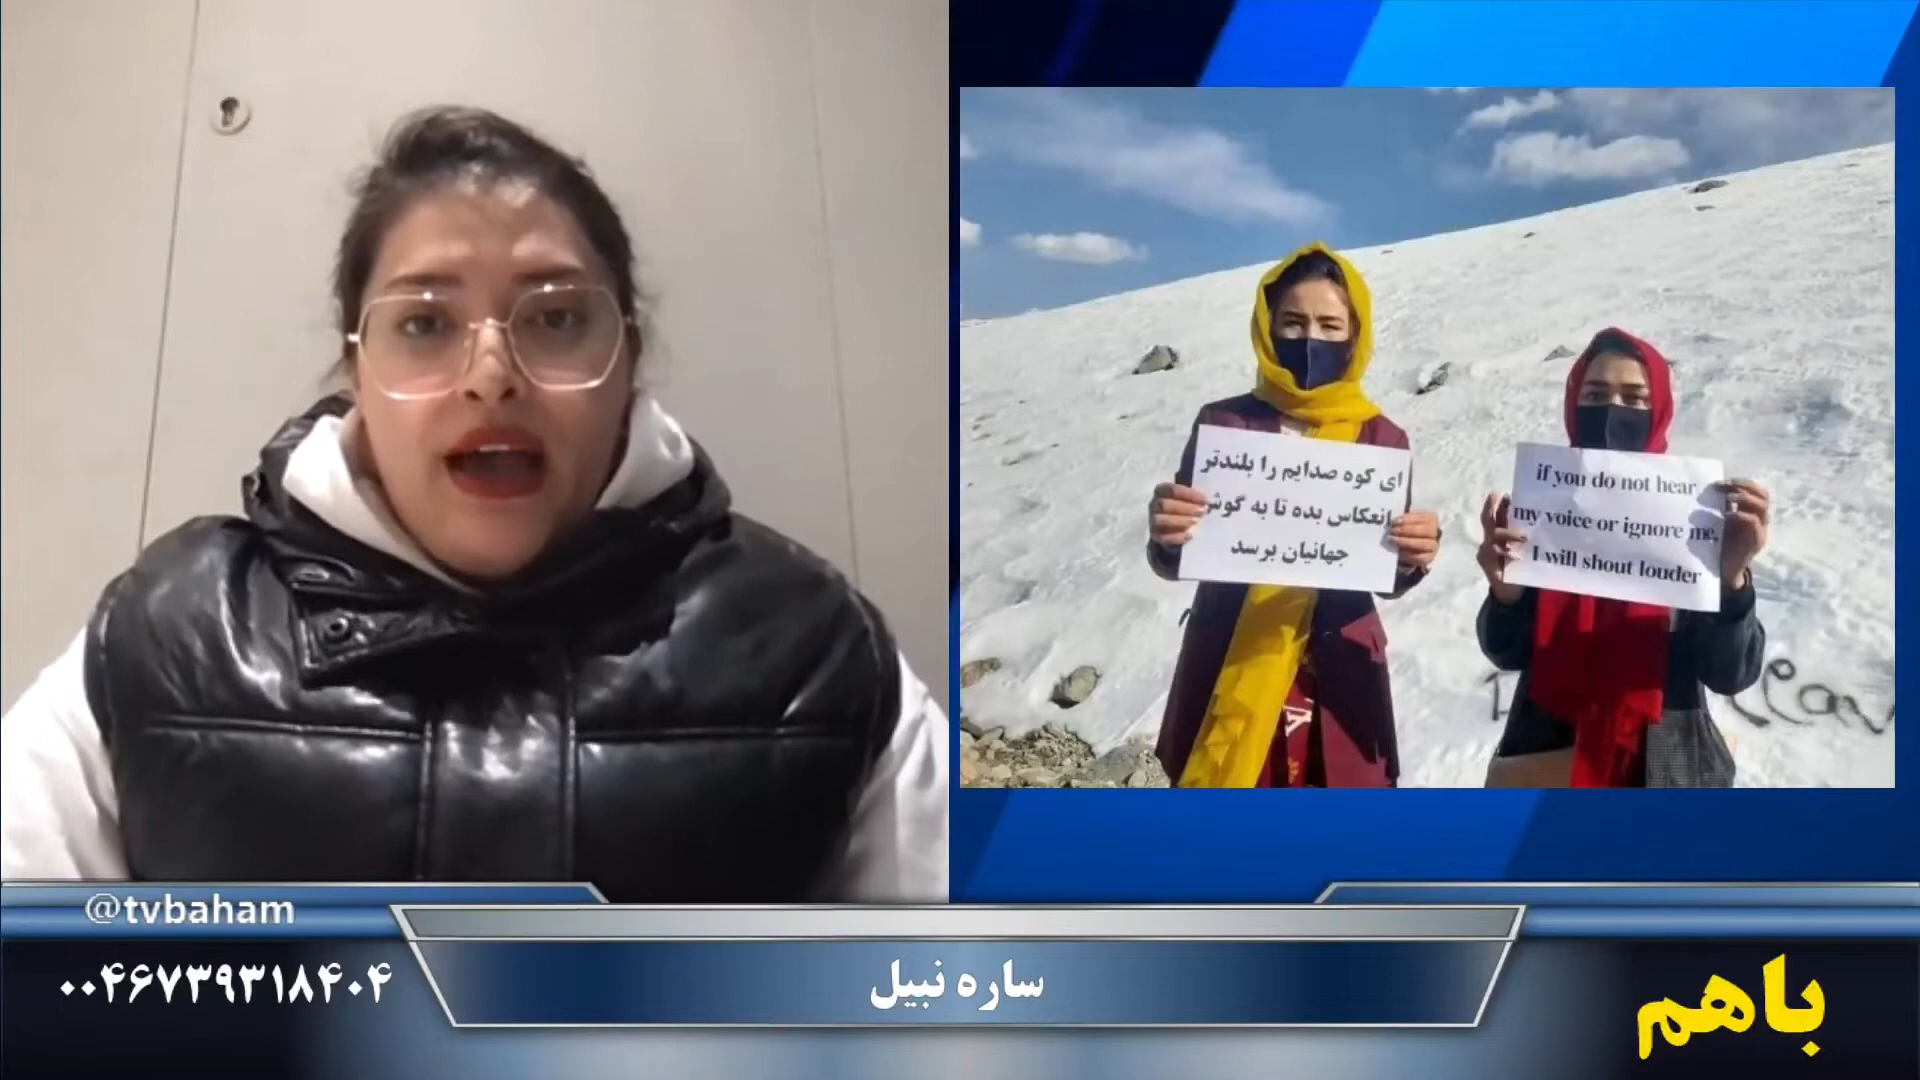 ای کوه صدایم را بلندتر
انعکاس بده تا به گوش
جهانیان برسد
if you do not hear
my voice or ignore me,
I will shout louder
@tvbaham
۰۰۴۶۷۳۹۳۱۸۴۰۴
ساره نبیل
باهم